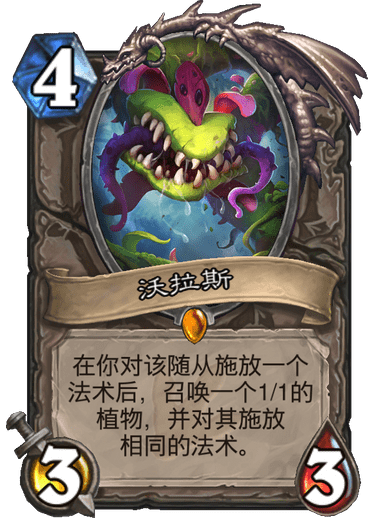 4
沃拉斯
在你对该随从施放一个
法术后，召唤一个1/1的
植物，并对其施放
相同的法术。
3
3